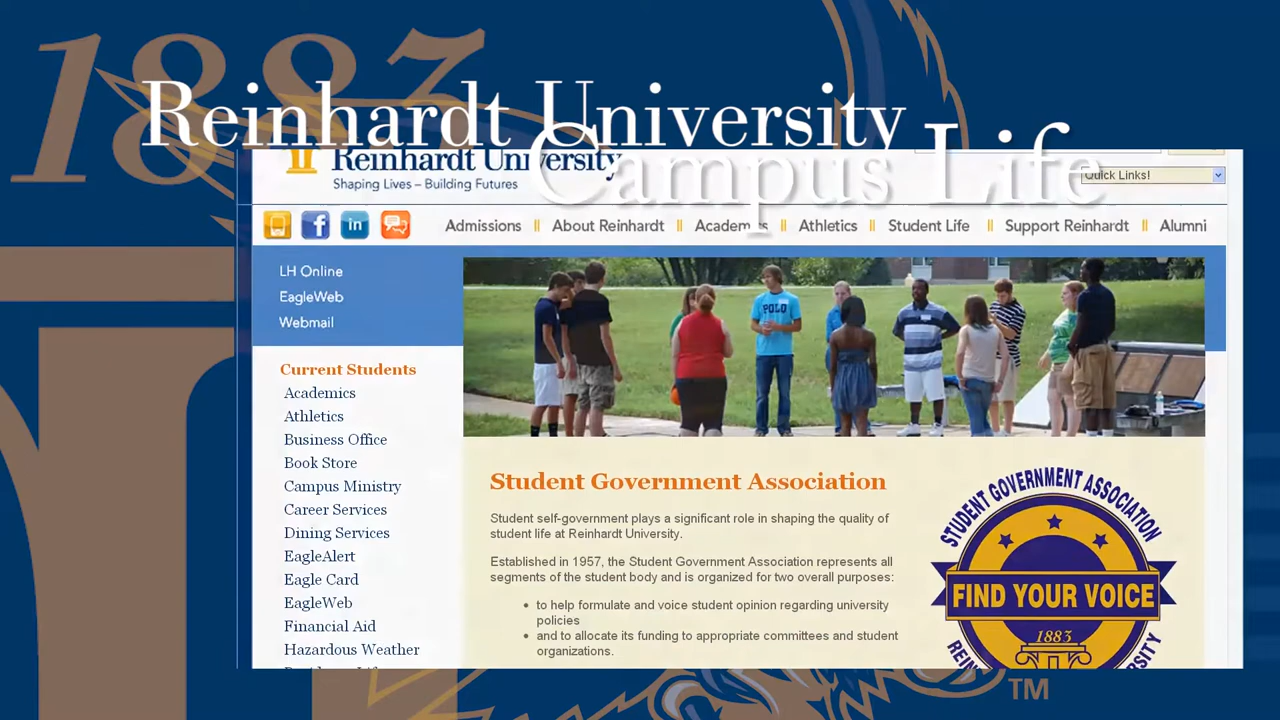 1883
Reinhardt University
Campus Life
Reinhardt University
Shaping Lives – Building Futures
Quick Links!
in
Admissions || About Reinhardt || Academics || Athletics || Student Life || Support Reinhardt || Alumni
LH Online
EagleWeb
Webmail
POLO
Current Students
Academics
Athletics
Business Office
Book Store
Campus Ministry
Career Services
Dining Services
EagleAlert
Eagle Card
EagleWeb
Financial Aid
Hazardous Weather
Student Government Association
Student self-government plays a significant role in shaping the quality of
student life at Reinhardt University.
Established in 1957, the Student Government Association represents all
segments of the student body and is organized for two overall purposes:
• to help formulate and voice student opinion regarding university
policies
• and to allocate its funding to appropriate committees and student
organizations.
STUDENT GOVERNMENT ASSOCIATION
FIND YOUR VOICE
1883
TM